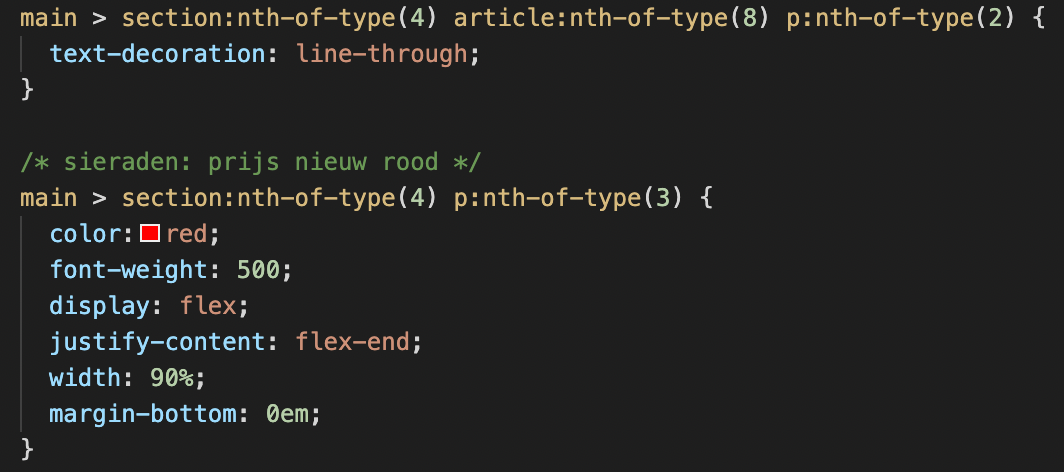 main > section:nth-of-type(4) article:nth-of-type(8) p:nth-of-type(2) {
  text-decoration: line-through;
}

/* sieraden: prijs nieuw rood */
main > section:nth-of-type(4) p:nth-of-type(3) {
  color: red;
  font-weight: 500;
  display: flex;
  justify-content: flex-end;
  width: 90%;
  margin-bottom: 0em;
}